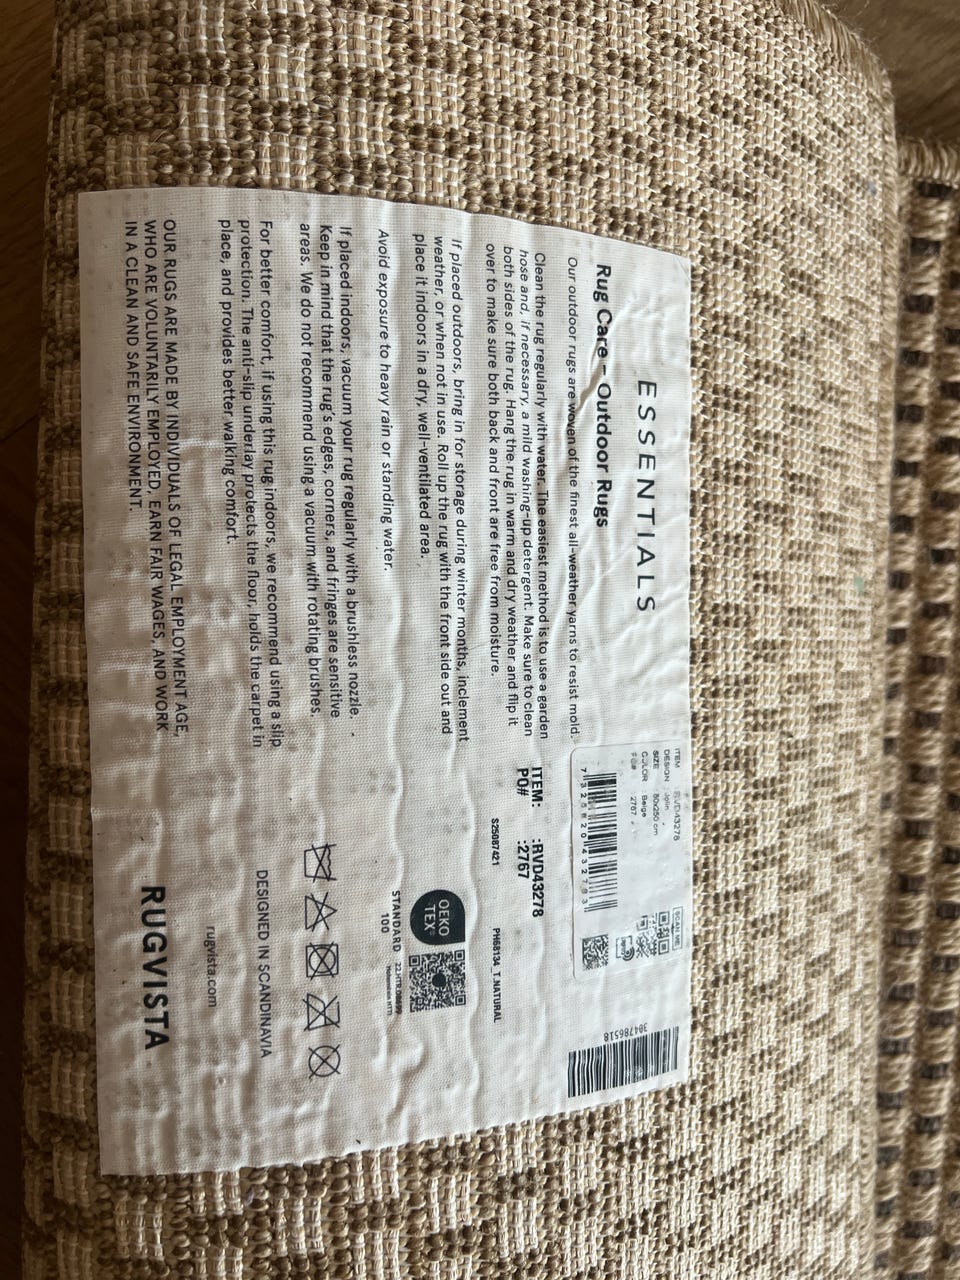 ESSENTIALS
Rug Care – Outdoor Rugs
Our outdoor rugs are woven of the finest all-weather yarns to resist mold.
Clean the rug regularly with water. The easiest method is to use a garden
hose and, if necessary, a mild washing-up detergent. Make sure to clean
both sides of the rug. Hang the rug in warm and dry weather and flip it
over to make sure both back and front are free from moisture.
If placed outdoors, bring in for storage during winter months, inclement
weather, or when not in use. Roll up the rug with the front side out and
place it indoors in a dry, well-ventilated area.
Avoid exposure to heavy rain or standing water.
If placed indoors, vacuum your rug regularly with a brushless nozzle.
Keep in mind that the rug's edges, corners, and fringes are sensitive
areas. We do not recommend using a vacuum with rotating brushes.
For better comfort, if using this rug indoors, we recommend using a slip
protection. The anti-slip underlay protects the floor, holds the carpet in
place, and provides better walking comfort.
OUR RUGS ARE MADE BY INDIVIDUALS OF LEGAL EMPLOYMENT AGE,
WHO ARE VOLUNTARILY EMPLOYED, EARN FAIR WAGES, AND WORK
IN A CLEAN AND SAFE ENVIRONMENT.
ITEM RVD43278
DESIGN
SIZE 80x250 cm
COLOR Beige
PO# 2767
SCAN ME
304786518
ITEM: :RVD43278
PO# :2767
S25087421 PH68134_T.NATURAL
OEKO
TEX®
STANDARD
100
DESIGNED IN SCANDINAVIA
rugvista.com
RUGVISTA